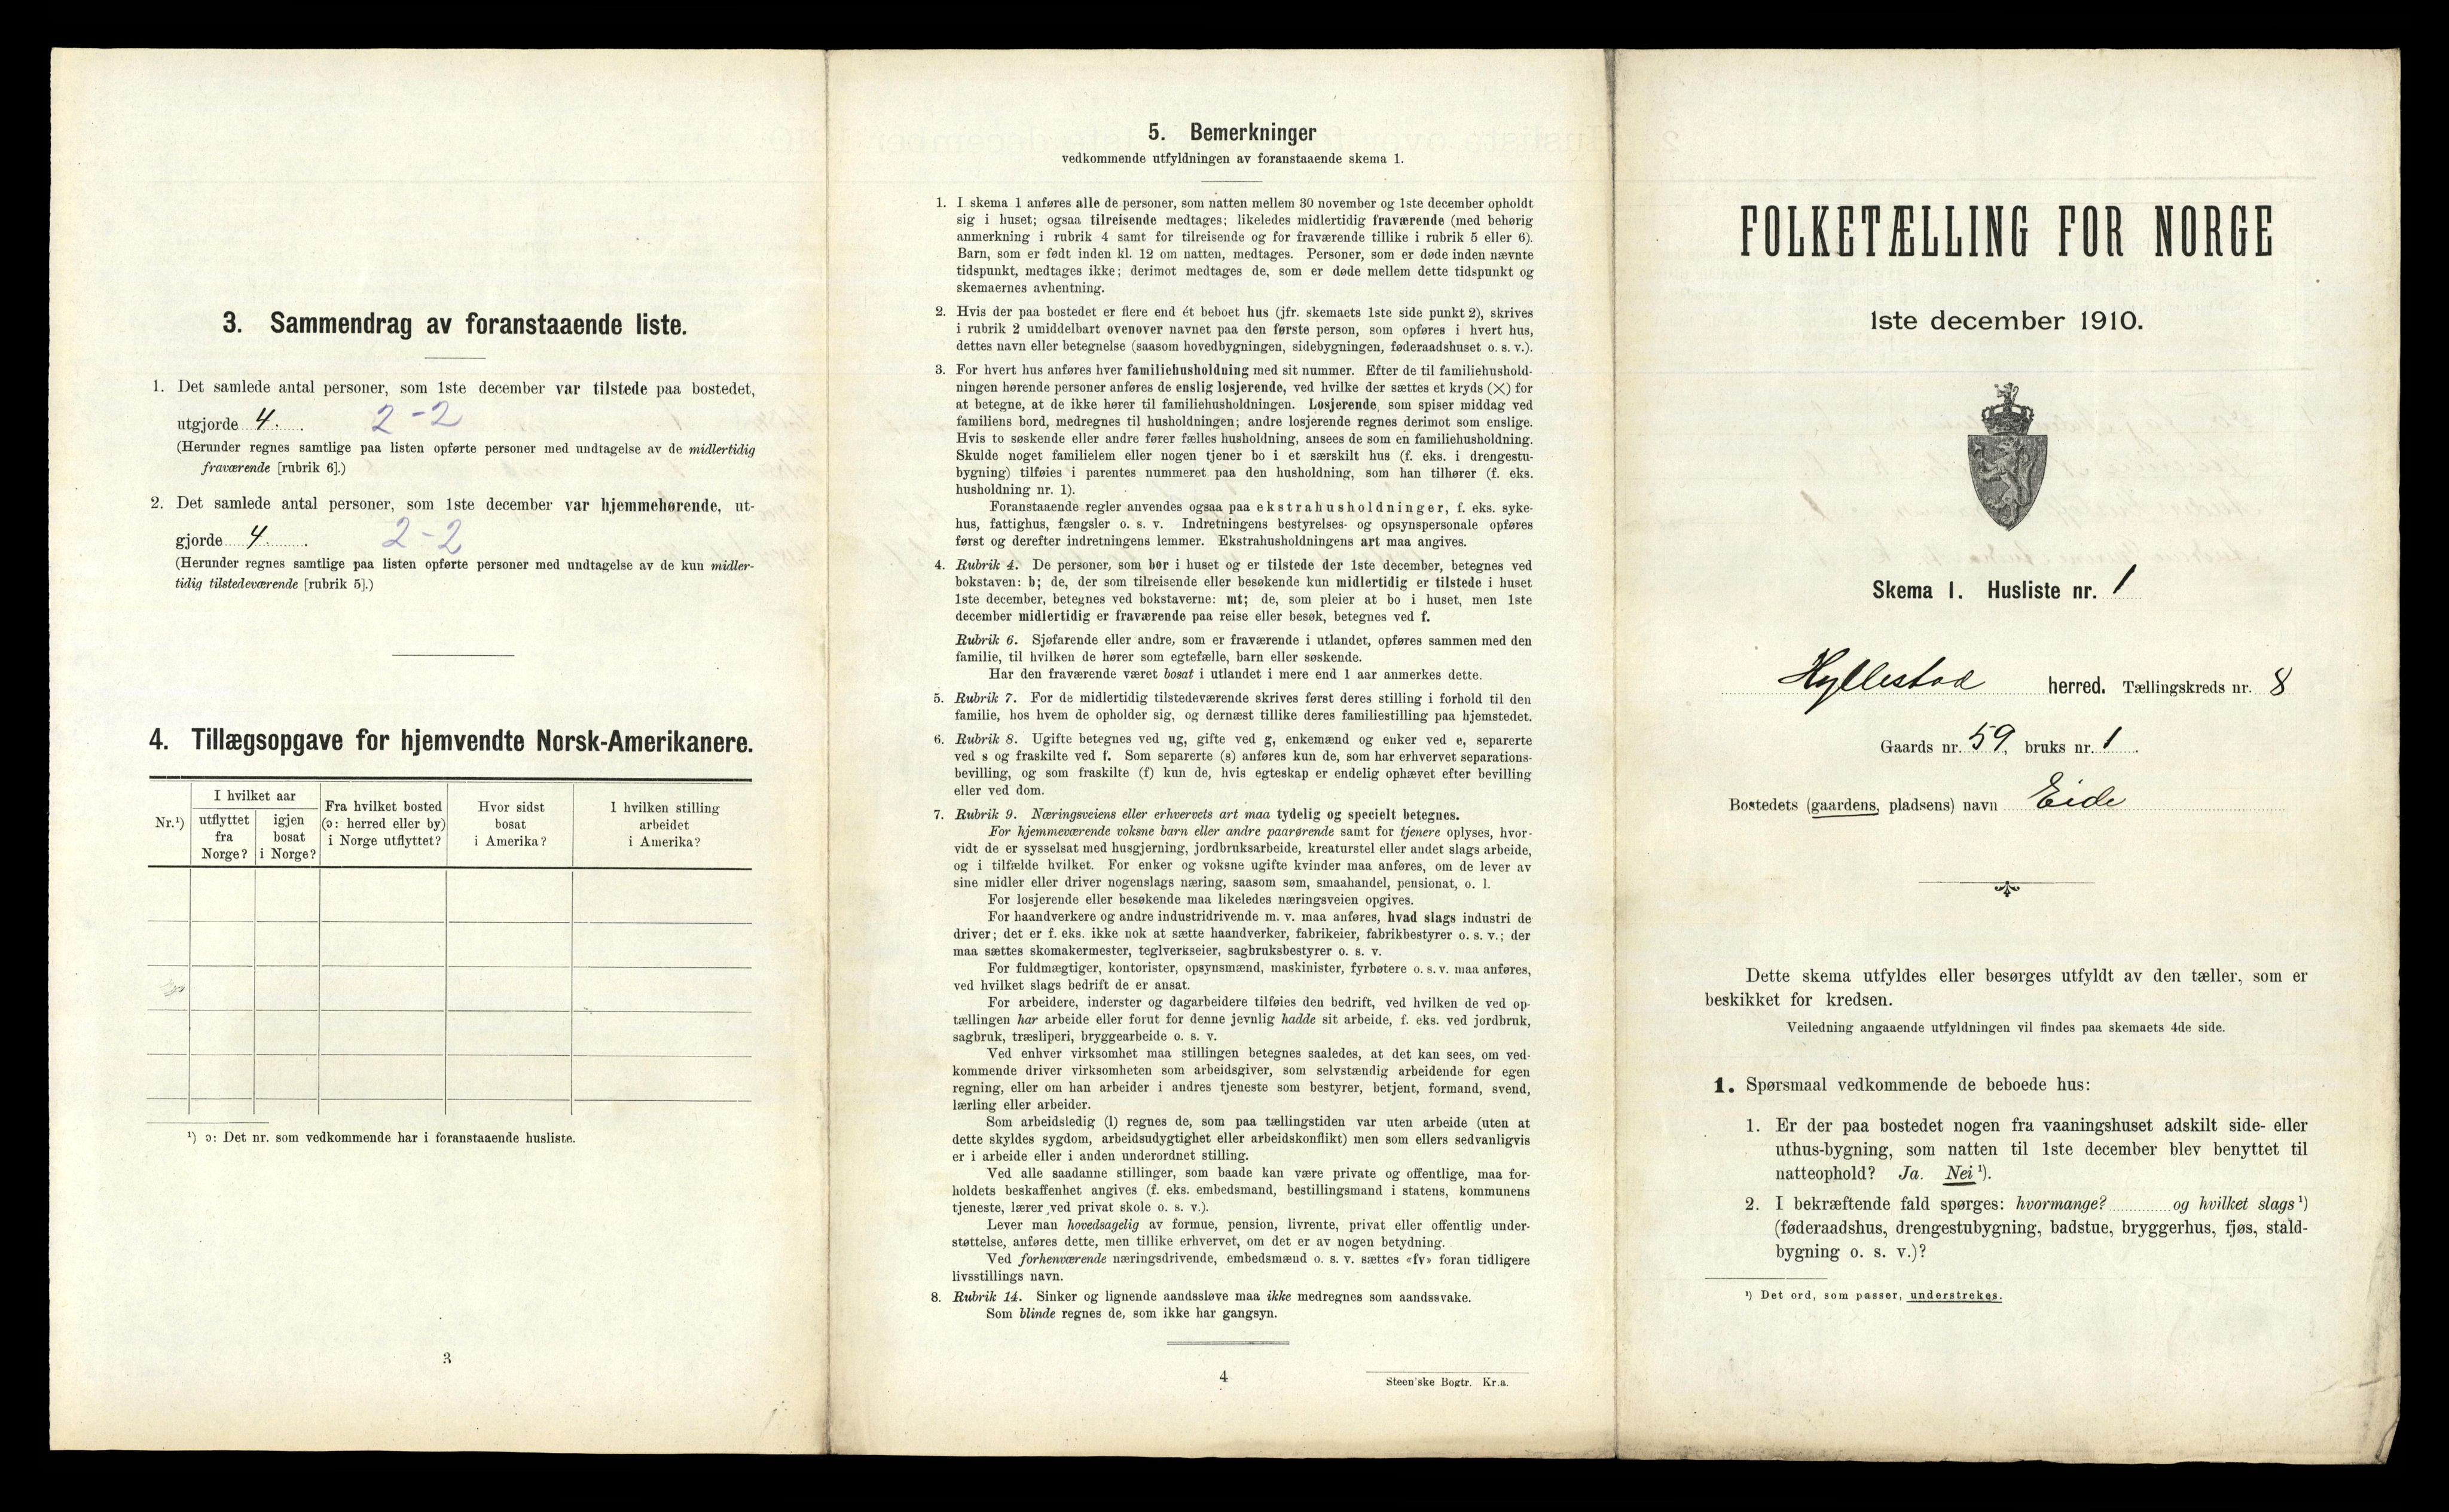 3. Sammendrag av foranstaaende liste.
1. Det samlede antal personer, som 1ste december var tilstede paa bostedet,
utgjorde 4. 2-2
(Herunder regnes samtlige paa listen opførte personer med undtagelse av de midlertidig
fraværende [rubrik 6].)
2. Det samlede antal personer, som 1ste december var hjemmehørende, ut-
gjorde 4. 2-2
(Herunder regnes samtlige paa listen opførte personer med undtagelse av de kun midler-
tidig tilstedeværende [rubrik 5].)
4. Tillægsopgave for hjemvendte Norsk-Amerikanere.
Nr.¹)
I hvilket aar
utflyttet
fra
Norge?
igjen
bosat
i Norge?
Fra hvilket bosted
(ɔ: herred eller by)
i Norge utflyttet?
Hvor sidst
bosat
i Amerika?
I hvilken stilling
arbeidet
i Amerika?
¹) ɔ: Det nr. som vedkommende har i foranstaaende husliste.
3
5. Bemerkninger
vedkommende utfyldningen av foranstaaende skema 1.
1. I skema 1 anføres alle de personer, som natten mellem 30 november og 1ste december opholdt
sig i huset; ogsaa tilreisende medtages; likeledes midlertidig fraværende (med behørig
anmerkning i rubrik 4 samt for tilreisende og for fraværende tillike i rubrik 5 eller 6).
Barn, som er født inden kl. 12 om natten, medtages. Personer, som er døde inden nævnte
tidspunkt, medtages ikke; derimot medtages de, som er døde mellem dette tidspunkt og
skemaernes avhentning.
2. Hvis der paa bostedet er flere end ét beboet hus (jfr. skemaets 1ste side punkt 2), skrives
i rubrik 2 umiddelbart ovenover navnet paa den første person, som opføres i hvert hus,
dettes navn eller betegnelse (saasom hovedbygningen, sidebygningen, føderaadshuset o. s. v.).
3. For hvert hus anføres hver familiehusholdning med sit nummer. Efter de til familiehushold-
ningen hørende personer anføres de enslig losjerende, ved hvilke der sættes et kryds (×) for
at betegne, at de ikke hører til familiehusholdningen. Losjerende, som spiser middag ved
familiens bord, medregnes til husholdningen; andre losjerende regnes derimot som enslige.
Hvis to søskende eller andre fører fælles husholdning, ansees de som en familiehusholdning.
Skulde noget familielem eller nogen tjener bo i et særskilt hus (f. eks. i drengestu-
bygning) tilføies i parentes nummeret paa den husholdning, som han tilhører (f. eks.
husholdning nr. 1).
Foranstaaende regler anvendes ogsaa paa ekstrahusholdninger, f. eks. syke-
hus, fattighus, fængsler o. s. v. Indretningens bestyrelses- og opsynspersonale opføres
først og derefter indretningens lemmer. Ekstrahusholdningens art maa angives.
4. Rubrik 4. De personer, som bor i huset og er tilstede der 1ste december, betegnes ved
bokstaven: b; de, der som tilreisende eller besøkende kun midlertidig er tilstede i huset
1ste december, betegnes ved bokstaverne: mt; de, som pleier at bo i huset, men 1ste
december midlertidig er fraværende paa reise eller besøk, betegnes ved f.
Rubrik 6. Sjøfarende eller andre, som er fraværende i utlandet, opføres sammen med den
familie, til hvilken de hører som egtefælle, barn eller søskende.
Har den fraværende været bosat i utlandet i mere end 1 aar anmerkes dette.
5. Rubrik 7. For de midlertidig tilstedeværende skrives først deres stilling i forhold til den
familie, hos hvem de opholder sig, og dernæst tillike deres familiestilling paa hjemstedet.
6. Rubrik 8. Ugifte betegnes ved ug, gifte ved g, enkemænd og enker ved e, separerte
ved s og fraskilte ved f. Som separerte (s) anføres kun de, som har erhvervet separations-
bevilling, og som fraskilte (f) kun de, hvis egteskap er endelig ophævet efter bevilling
eller ved dom.
7. Rubrik 9. Næringsveiens eller erhvervets art maa tydelig og specielt betegnes.
For hjemmeværende voksne barn eller andre paarørende samt for tjenere oplyses, hvor-
vidt de er sysselsat med husgjerning, jordbruksarbeide, kreaturstel eller andet slags arbeide,
og i tilfælde hvilket. For enker og voksne ugifte kvinder maa anføres, om de lever av
sine midler eller driver nogenslags næring, saasom søm, smaahandel, pensionat, o. l.
For losjerende eller besøkende maa likeledes næringsveien opgives.
For haandverkere og andre industridrivende m. v. maa anføres, hvad slags industri de
driver; det er f. eks. ikke nok at sætte haandverker, fabrikeier, fabrikbestyrer o. s. v.; der
maa sættes skomakermester, teglverkseier, sagbruksbestyrer o. s. v.
For fuldmægtiger, kontorister, opsynsmænd, maskinister, fyrbøtere o. s. v. maa anføres,
ved hvilket slags bedrift de er ansat.
For arbeidere, inderster og dagarbeidere tilføies den bedrift, ved hvilken de ved op-
tællingen har arbeide eller forut for denne jevnlig hadde sit arbeide, f. eks. ved jordbruk,
sagbruk, træsliperi, bryggearbeide o. s. v.
Ved enhver virksomhet maa stillingen betegnes saaledes, at det kan sees, om ved-
kommende driver virksomheten som arbeidsgiver, som selvstændig arbeidende for egen
regning, eller om han arbeider i andres tjeneste som bestyrer, betjent, formand, svend,
lærling eller arbeider.
Som arbeidsledig (l) regnes de, som paa tællingstiden var uten arbeide (uten at
dette skyldes sygdom, arbeidsudygtighet eller arbeidskonflikt) men som ellers sedvanligvis
er i arbeide eller i anden underordnet stilling.
Ved alle saadanne stillinger, som baade kan være private og offentlige, maa for-
holdets beskaffenhet angives (f. eks. embedsmand, bestillingsmand i statens, kommunens
tjeneste, lærer ved privat skole o. s. v.).
Lever man hovedsagelig av formue, pension, livrente, privat eller offentlig under-
støttelse, anføres dette, men tillike erhvervet, om det er av nogen betydning.
Ved forhenværende næringsdrivende, embedsmænd o. s. v. sættes «fv» foran tidligere
livsstillings navn.
8. Rubrik 14. Sinker og lignende aandssløve maa ikke medregnes som aandssvake.
Som blinde regnes de, som ikke har gangsyn.
4
Steen'ske Bogtr. Kr.a.
FOLKETÆLLING FOR NORGE
1ste december 1910.
Skema 1. Husliste nr. 1
Hyllestad herred. Tællingskreds nr. 8
Gaards nr. 59, bruks nr. 1.
Bostedets (gaardens, pladsens) navn Eide
Dette skema utfyldes eller besørges utfyldt av den tæller, som er
beskikket for kredsen.
Veiledning angaaende utfyldningen vil findes paa skemaets 4de side.
1. Spørsmaal vedkommende de beboede hus:
1. Er der paa bostedet nogen fra vaaningshuset adskilt side- eller
uthus-bygning, som natten til 1ste december blev benyttet til
natteophold? Ja. Nei ¹).
2. I bekræftende fald spørges: hvormange? og hvilket slags ¹)
(føderaadshus, drengestubygning, badstue, bryggerhus, fjøs, stald-
bygning o. s. v.)?
¹) Det ord, som passer, understrekes.